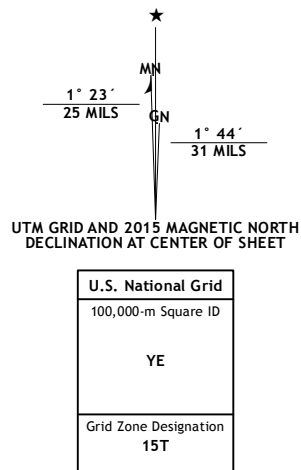 MN
1° 23´
25 MILS
GN
1° 44´
31 MILS
UTM GRID AND 2015 MAGNETIC NORTH
DECLINATION AT CENTER OF SHEET
U.S. National Grid
100,000-m Square ID
YE
Grid Zone Designation
15T